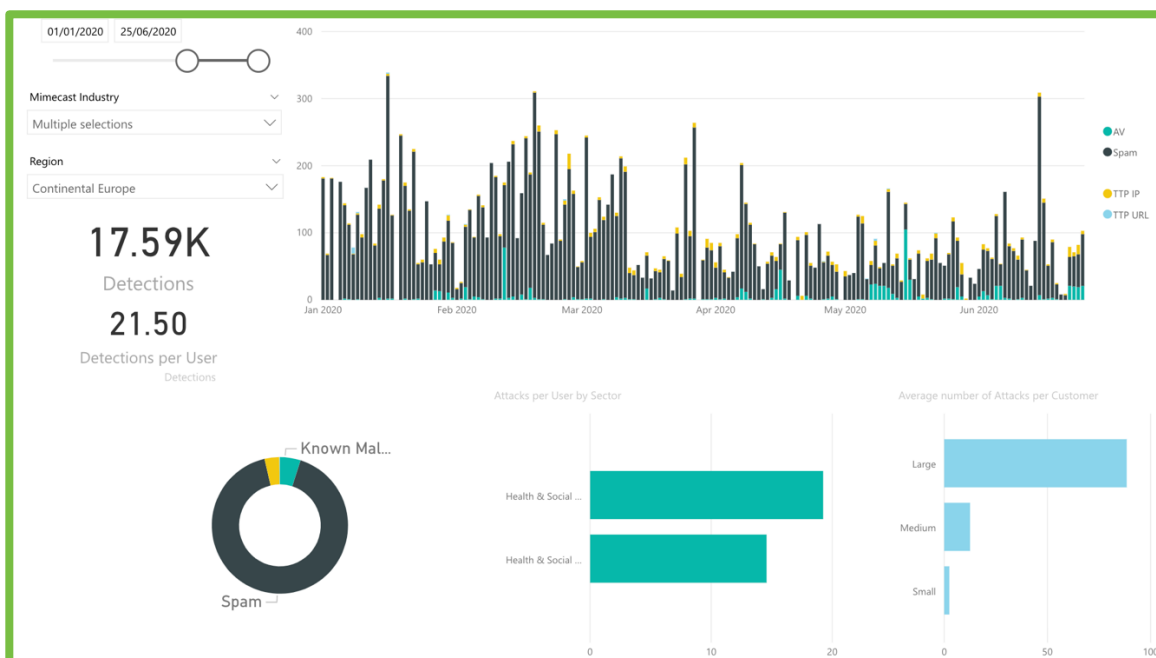 01/01/2020 25/06/2020
Mimecast Industry
Multiple selections
Region
Continental Europe
17.59K
Detections
21.50
Detections per User
Detections
400
300
200
100
0
Jan 2020 Feb 2020 Mar 2020 Apr 2020 May 2020 Jun 2020
AV
Spam
TTP IP
TTP URL
Known Mal...
Spam
Attacks per User by Sector
Health & Social ...
Health & Social ...
0 10 20
Average number of Attacks per Customer
Large
Medium
Small
0 50 100